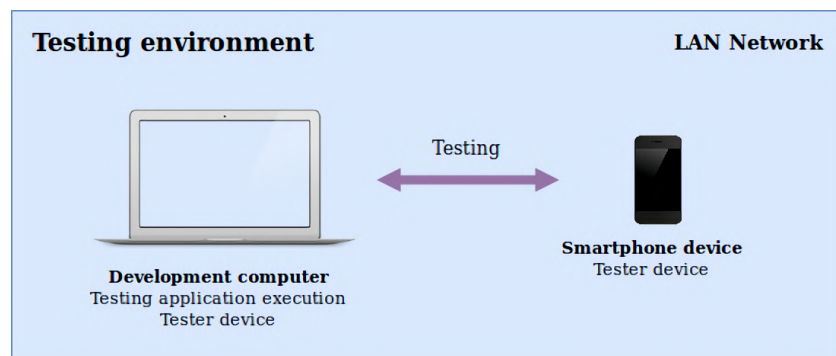 Testing environment
LAN Network
Testing
Development computer
Testing application execution
Tester device
Smartphone device
Tester device